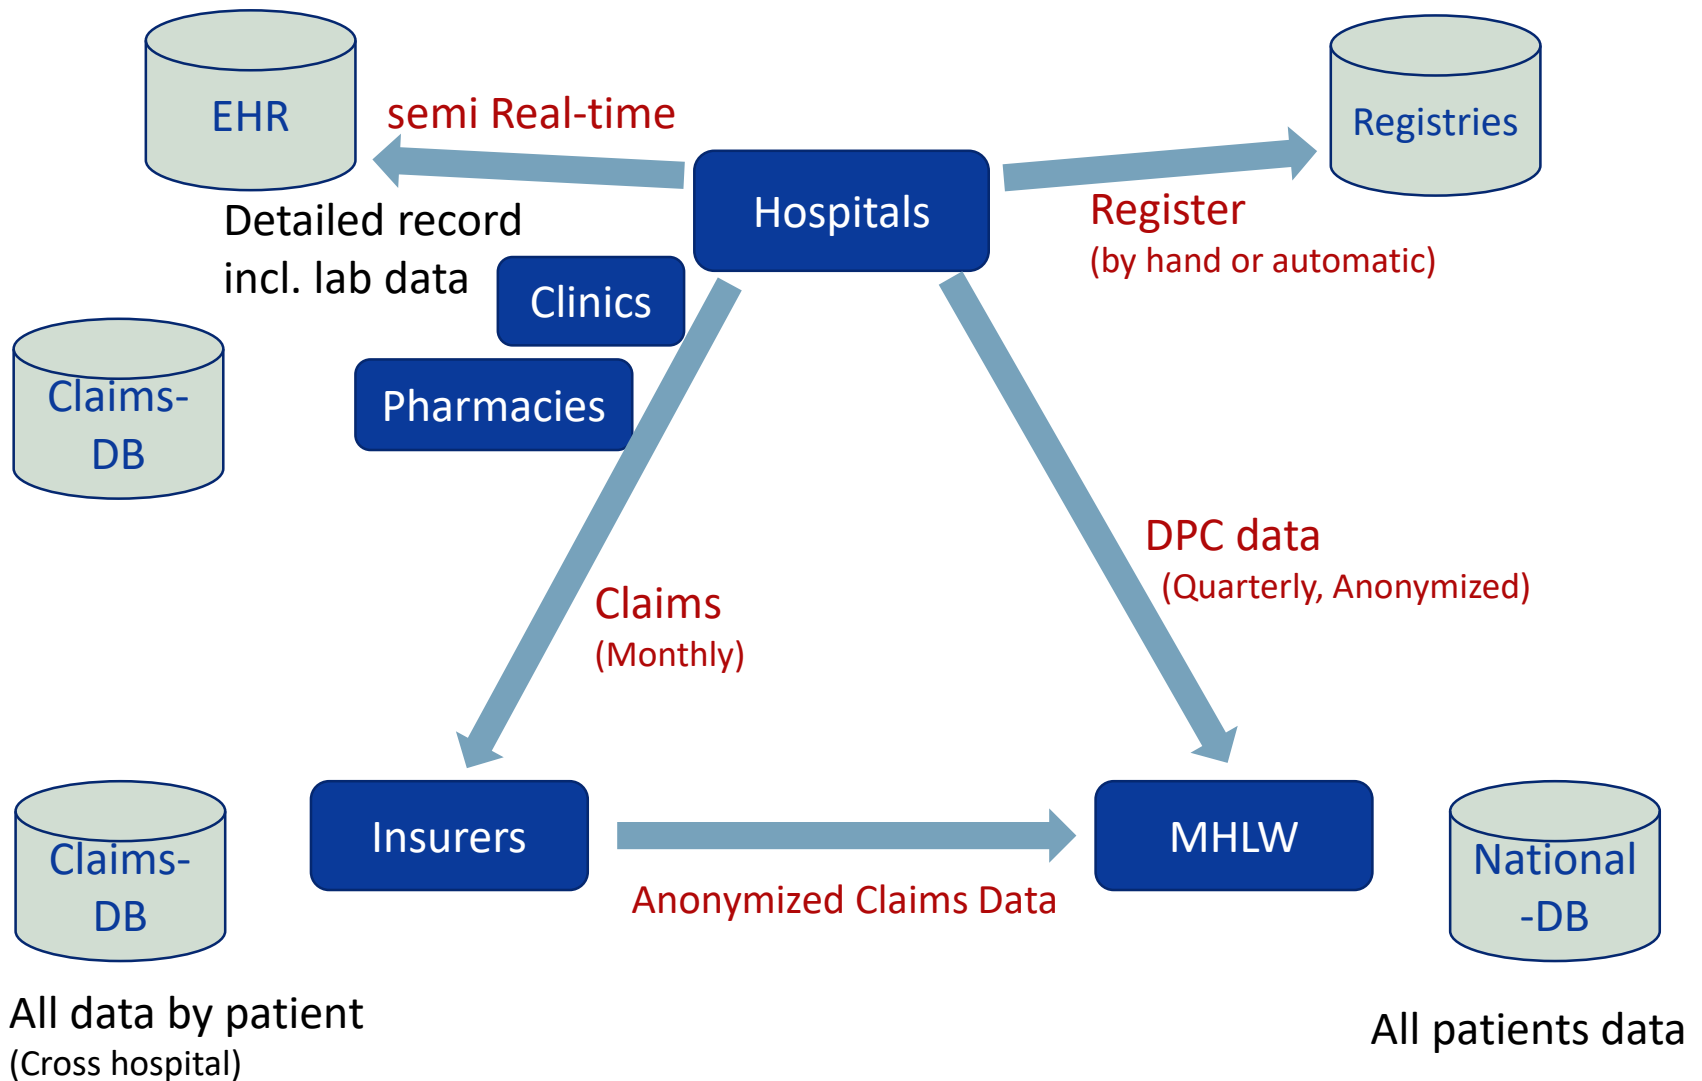 EHR
semi Real-time
Registries
Hospitals
Detailed record
incl. lab data
Register
(by hand or automatic)
Clinics
Claims-
DB
Pharmacies
DPC data
(Quarterly, Anonymized)
Claims
(Monthly)
Claims-
DB
Insurers
Anonymized Claims Data
MHLW
National
-DB
All data by patient
(Cross hospital)
All patients data